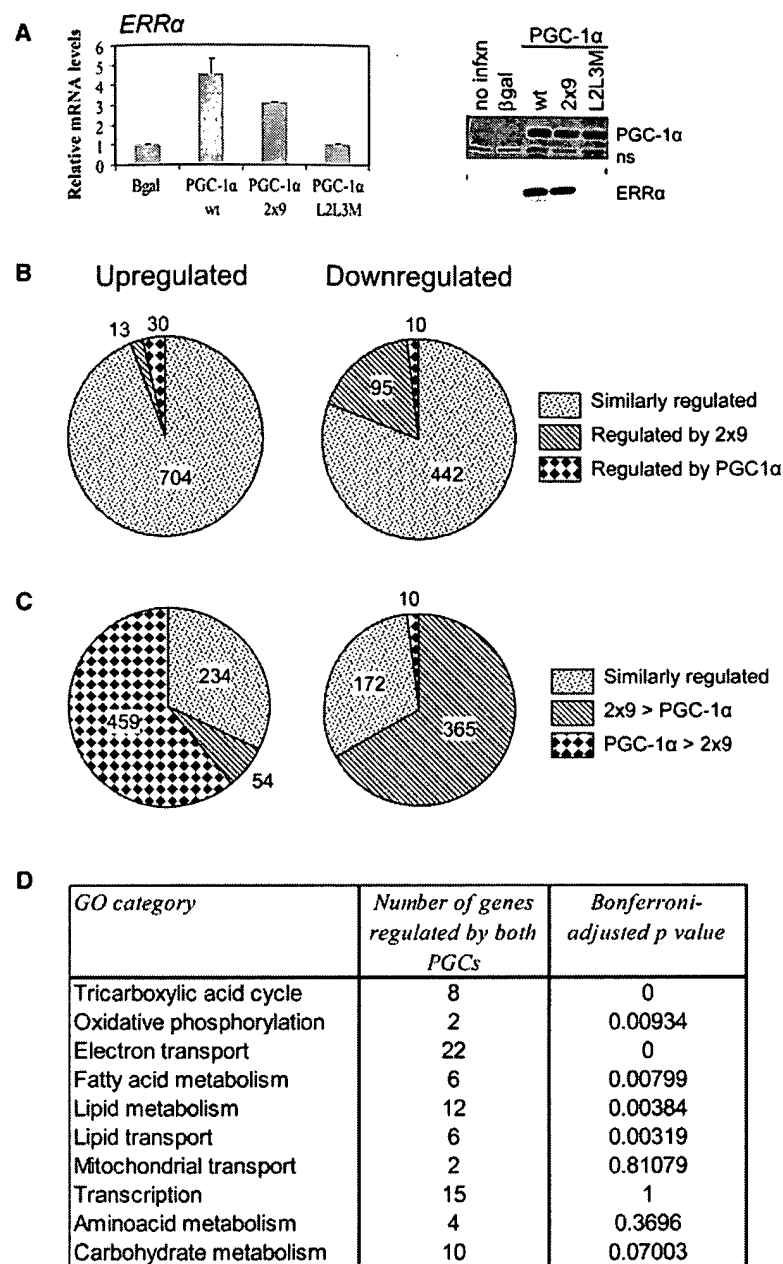 A
ERRα
Relative mRNA levels
6
5
4
3
2
1
0
Bgal
PGC-1α wt
PGC-1α 2x9
PGC-1α L2L3M
PGC-1α
no infxn
βgal
wt
2x9
L2L3M
PGC-1α
ns
ERRα
B
Upregulated
Downregulated
13
30
704
10
95
442
Similarly regulated
Regulated by 2x9
Regulated by PGC1α
C
234
459
54
10
172
365
Similarly regulated
2x9 > PGC-1α
PGC-1α > 2x9
D
GO category Number of genes regulated by both PGCs Bonferroni-adjusted p value
Tricarboxylic acid cycle 8 0
Oxidative phosphorylation 2 0.00934
Electron transport 22 0
Fatty acid metabolism 6 0.00799
Lipid metabolism 12 0.00384
Lipid transport 6 0.00319
Mitochondrial transport 2 0.81079
Transcription 15 1
Aminoacid metabolism 4 0.3696
Carbohydrate metabolism 10 0.07003